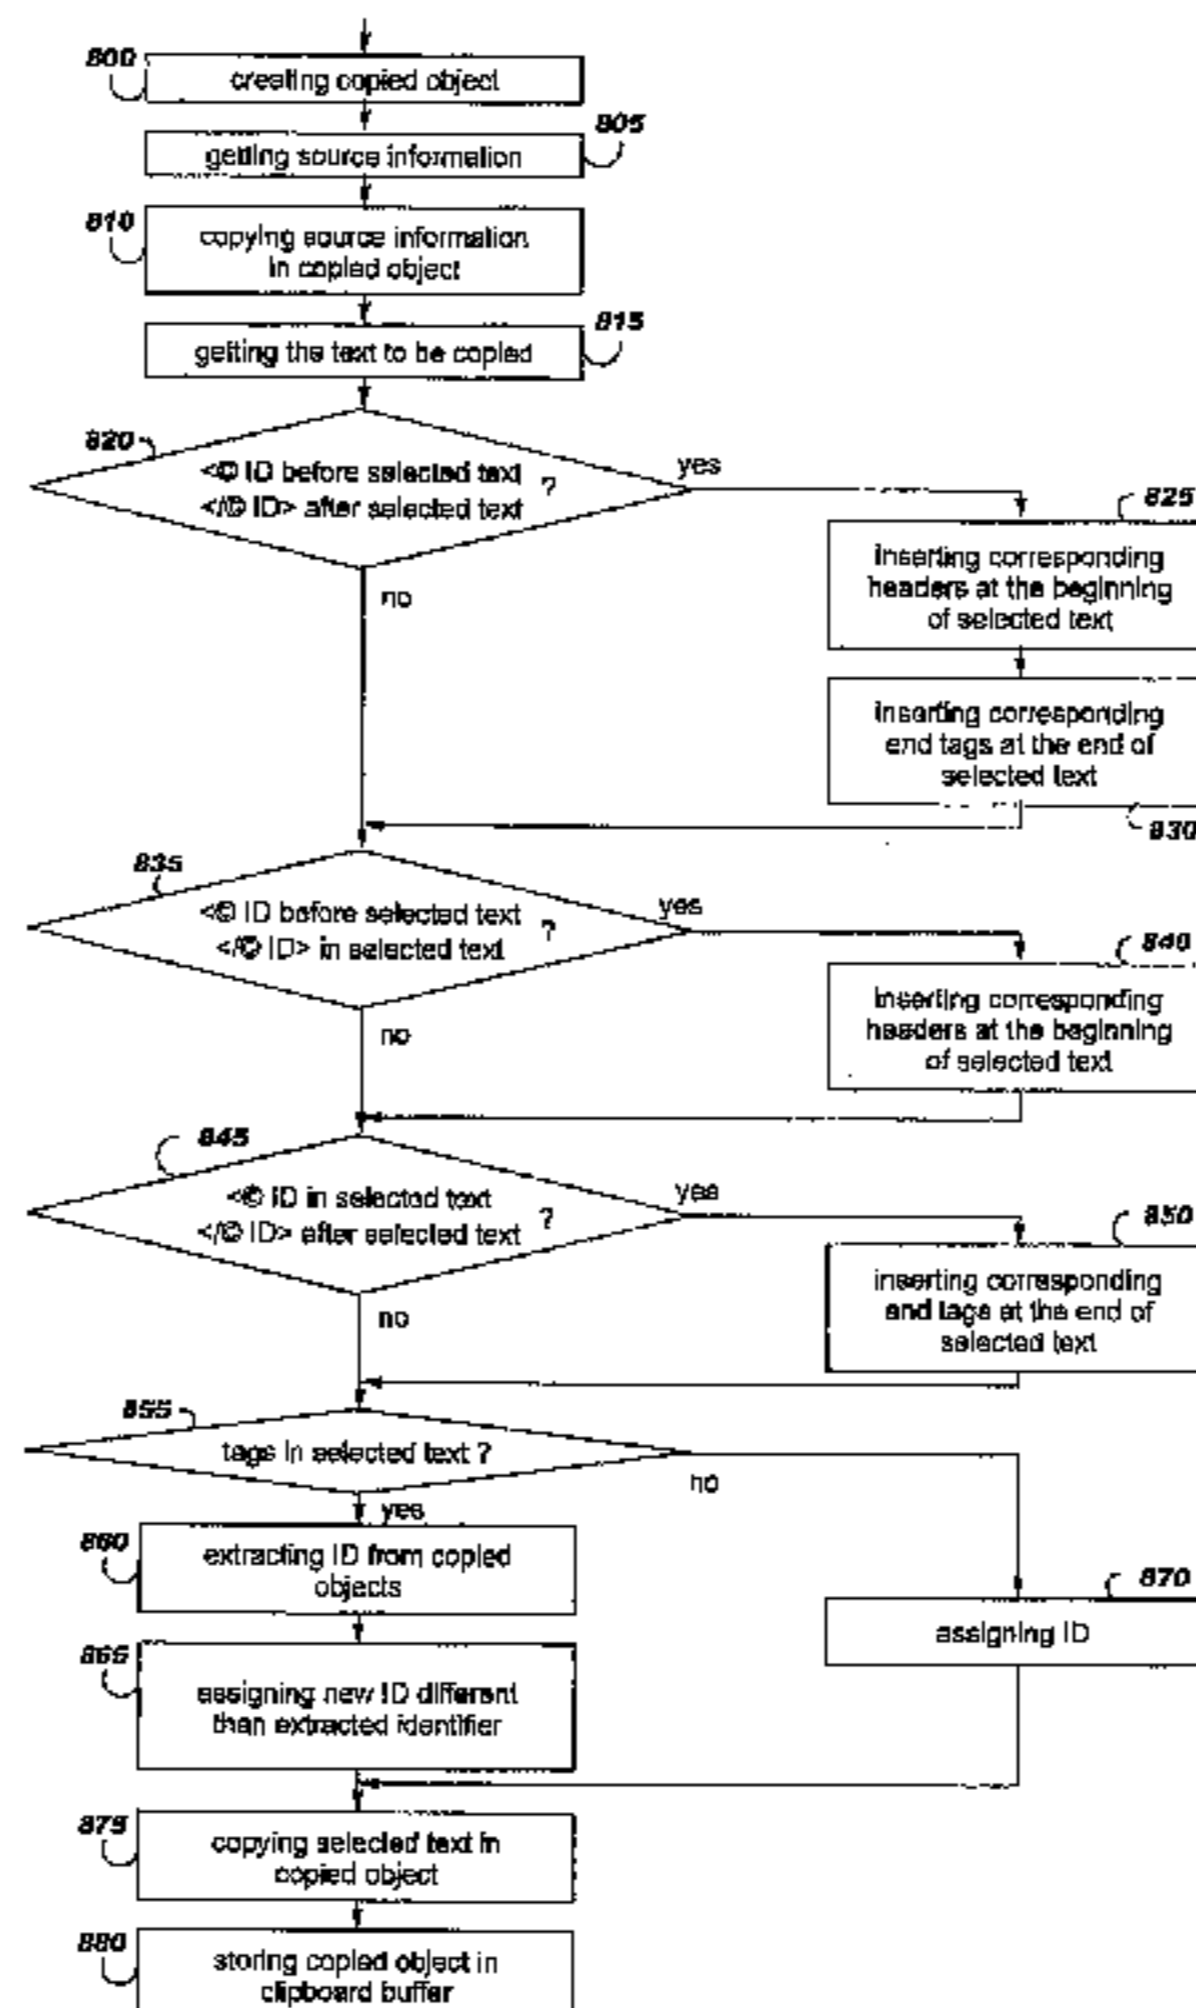 800
creating copied object
805
getting source information
810
copying source information
in copied object
815
getting the text to be copied
820
<© ID before selected text
</© ID> after selected text
?
yes
no
825
inserting corresponding
headers at the beginning
of selected text
inserting corresponding
end tags at the end of
selected text
830
835
<© ID before selected text
</© ID> in selected text
?
yes
no
840
inserting corresponding
headers at the beginning
of selected text
845
<© ID in selected text
</© ID> after selected text
?
yes
no
850
inserting corresponding
end tags at the end of
selected text
855
tags in selected text ?
no
yes
860
extracting ID from copied
objects
870
assigning ID
865
assigning new ID different
than extracted identifier
875
copying selected text in
copied object
880
storing copied object in
clipboard buffer